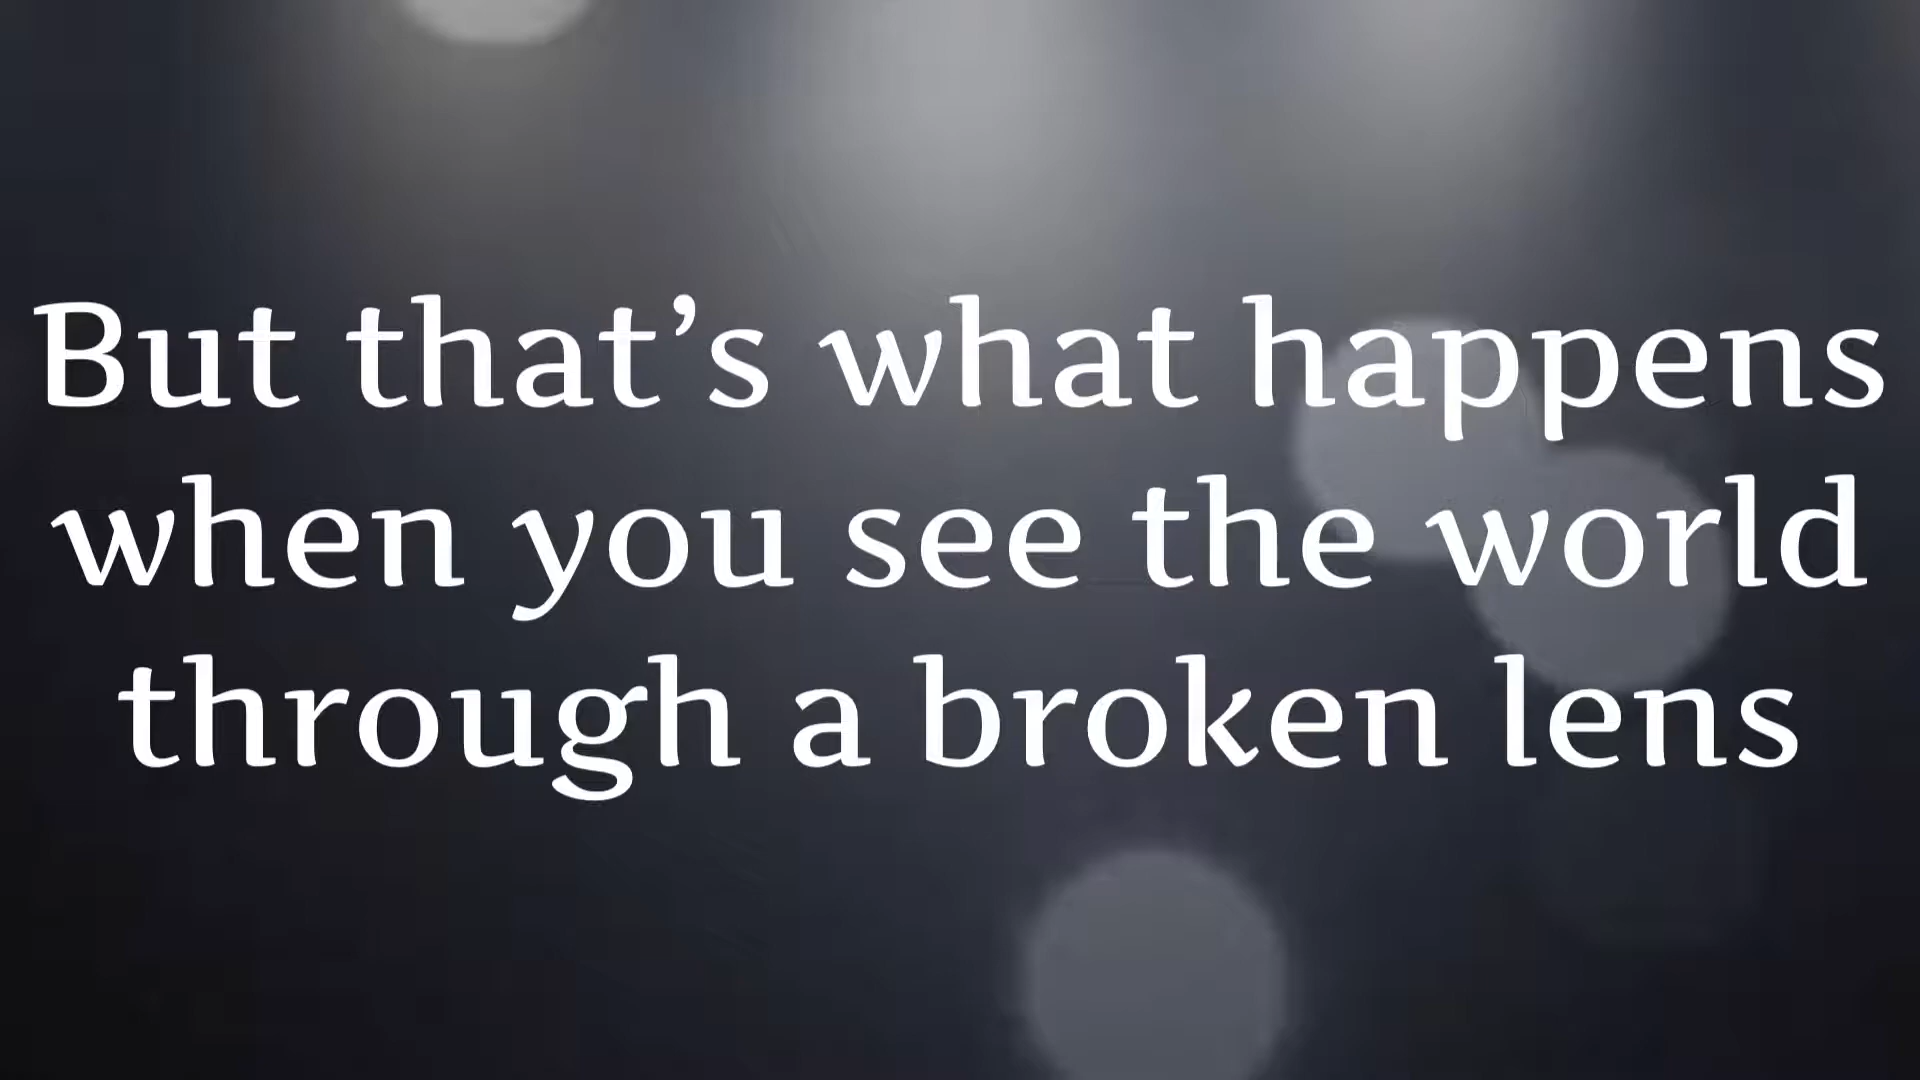 But that’s what happens
when you see the world
through a broken lens